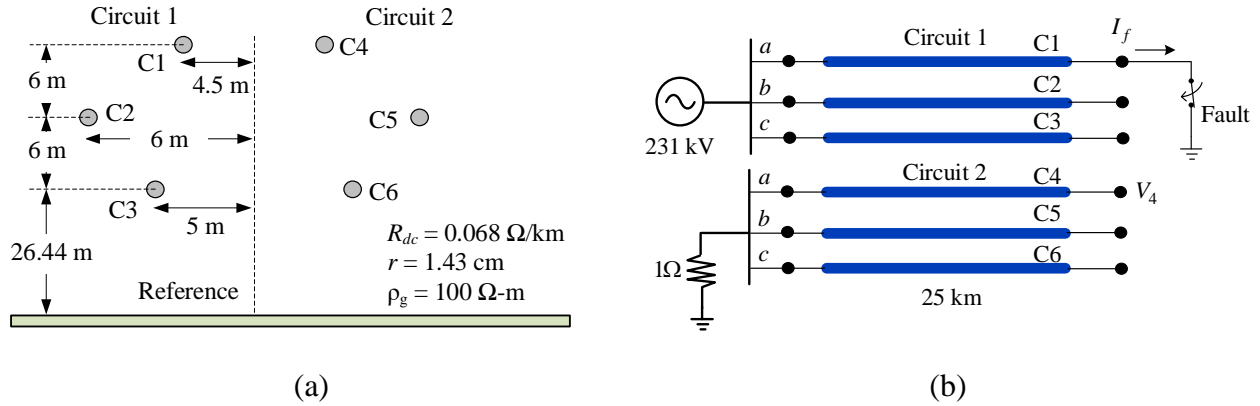 Circuit 1
Circuit 2
C1
C4
6 m
4.5 m
C2
C5
6 m
6 m
C3
C6
5 m
26.44 m
R_dc = 0.068 Ω/km
r = 1.43 cm
ρ_g = 100 Ω-m
Reference
(a)
a
Circuit 1
C1
I_f
b
C2
c
C3
Fault
231 kV
Circuit 2
a
C4
V_4
b
C5
c
C6
1Ω
25 km
(b)